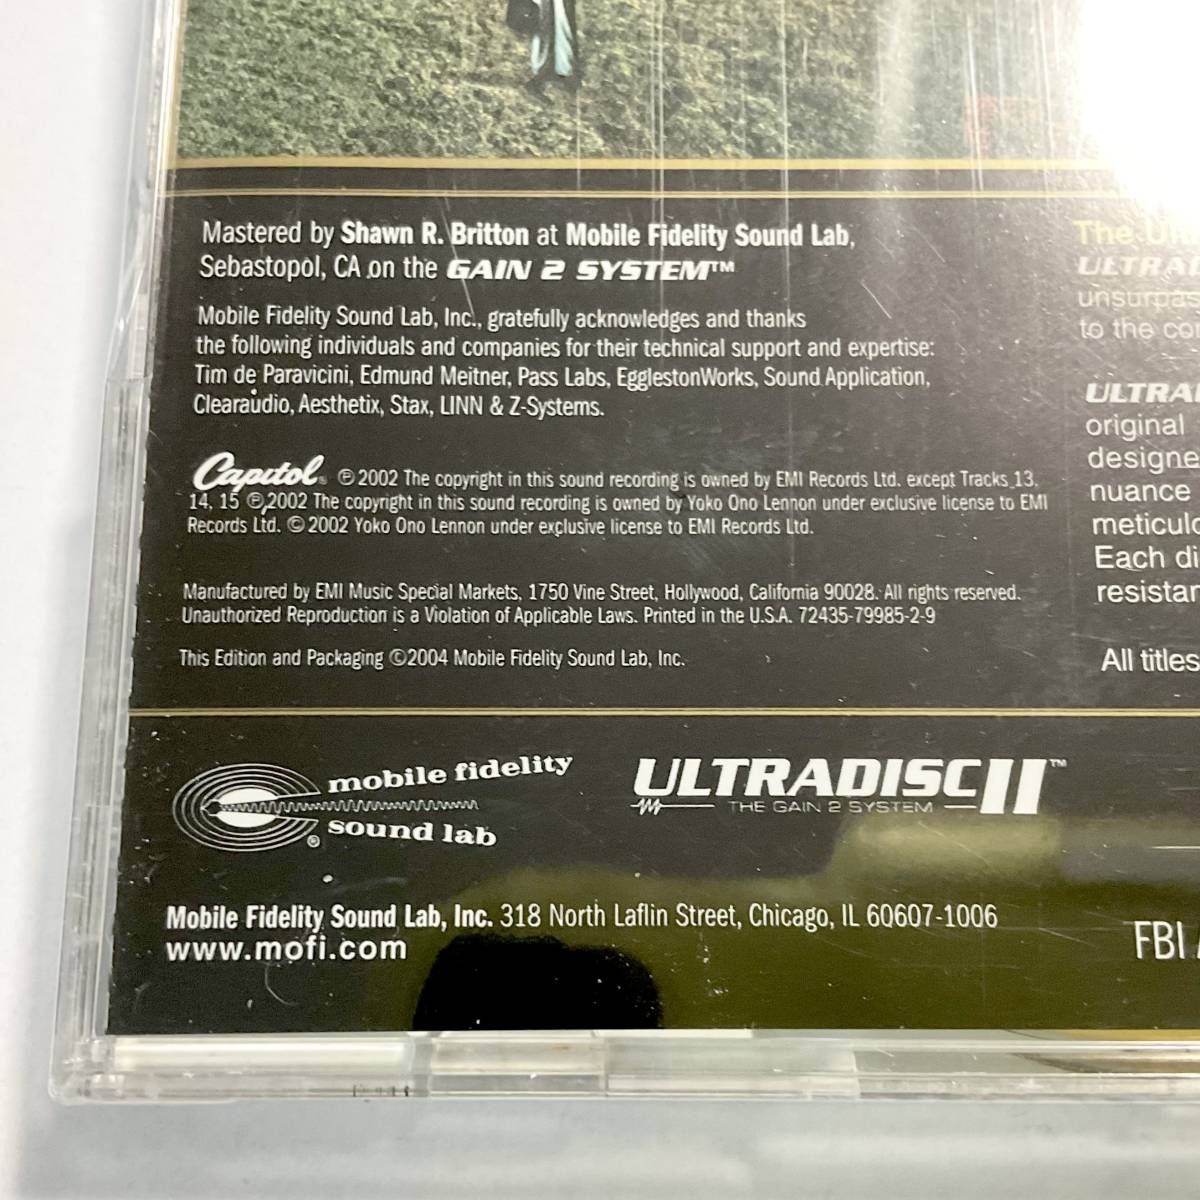 Mastered by Shawn R. Britton at Mobile Fidelity Sound Lab,
Sebastopol, CA on the GAIN 2 SYSTEM™
Mobile Fidelity Sound Lab, Inc., gratefully acknowledges and thanks
the following individuals and companies for their technical support and expertise:
Tim de Paravicini, Edmund Meitner, Pass Labs, EgglestonWorks, Sound Application,
Clearaudio, Aesthetix, Stax, LINN & Z-Systems.
Capitol® ℗2002 The copyright in this sound recording is owned by EMI Records Ltd. except Tracks 13,
14, 15 ℗2002 The copyright in this sound recording is owned by Yoko Ono Lennon under exclusive license to EMI
Records Ltd. ©2002 Yoko Ono Lennon under exclusive license to EMI Records Ltd.
Manufactured by EMI Music Special Markets, 1750 Vine Street, Hollywood, California 90028. All rights reserved.
Unauthorized Reproduction is a Violation of Applicable Laws. Printed in the U.S.A. 72435-79985-2-9
This Edition and Packaging ©2004 Mobile Fidelity Sound Lab, Inc.
mobile fidelity
sound lab®
ULTRADISC II™
THE GAIN 2 SYSTEM
Mobile Fidelity Sound Lab, Inc. 318 North Laflin Street, Chicago, IL 60607-1006
www.mofi.com
The
to the
original
nuance
Each
All titles
FBI